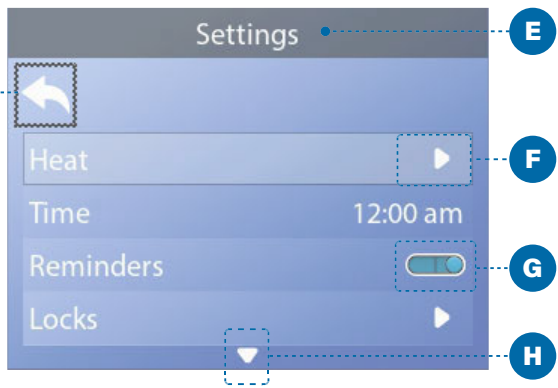 Settings
E
Heat
F
Time 12:00 am
Reminders
G
Locks
H